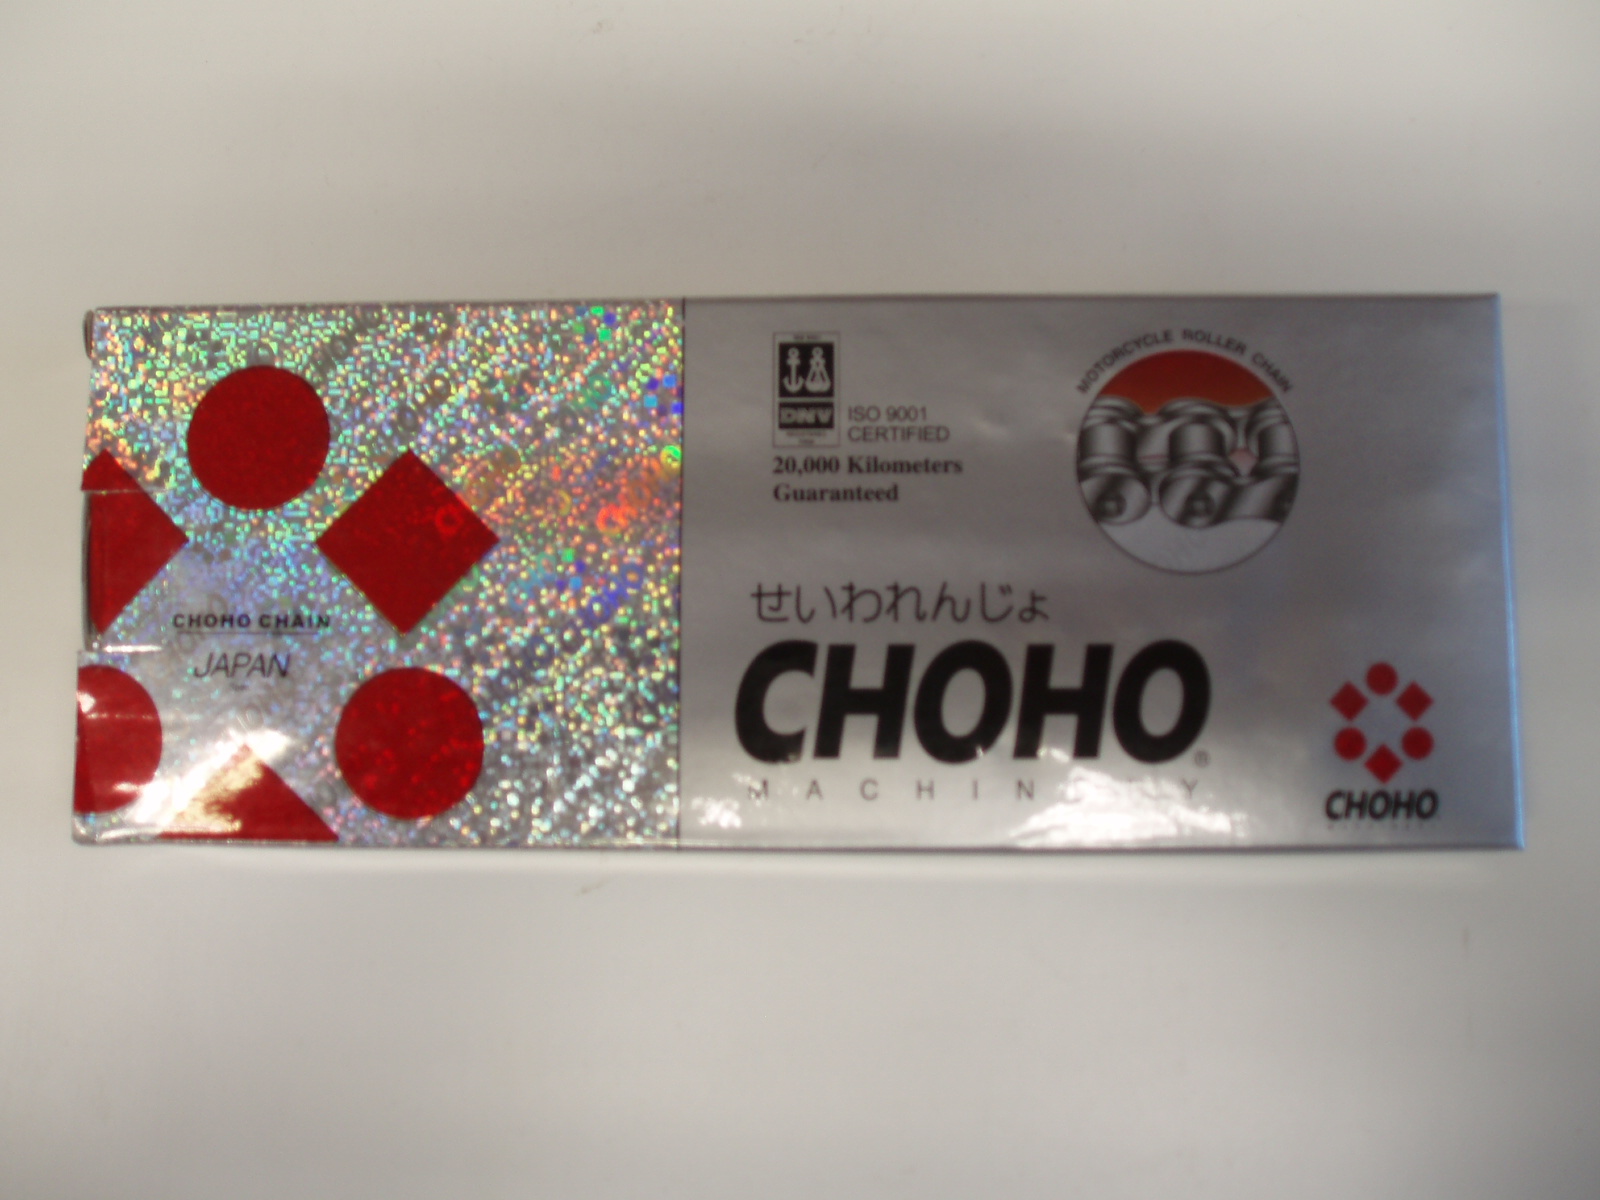 CHOHO CHAIN
JAPAN
DNV
ISO 9001
CERTIFIED
20,000 Kilometers
Guaranteed
MOTORCYCLE ROLLER CHAIN
せいわれんじょ
CHOHO®
MACHINERY
CHOHO